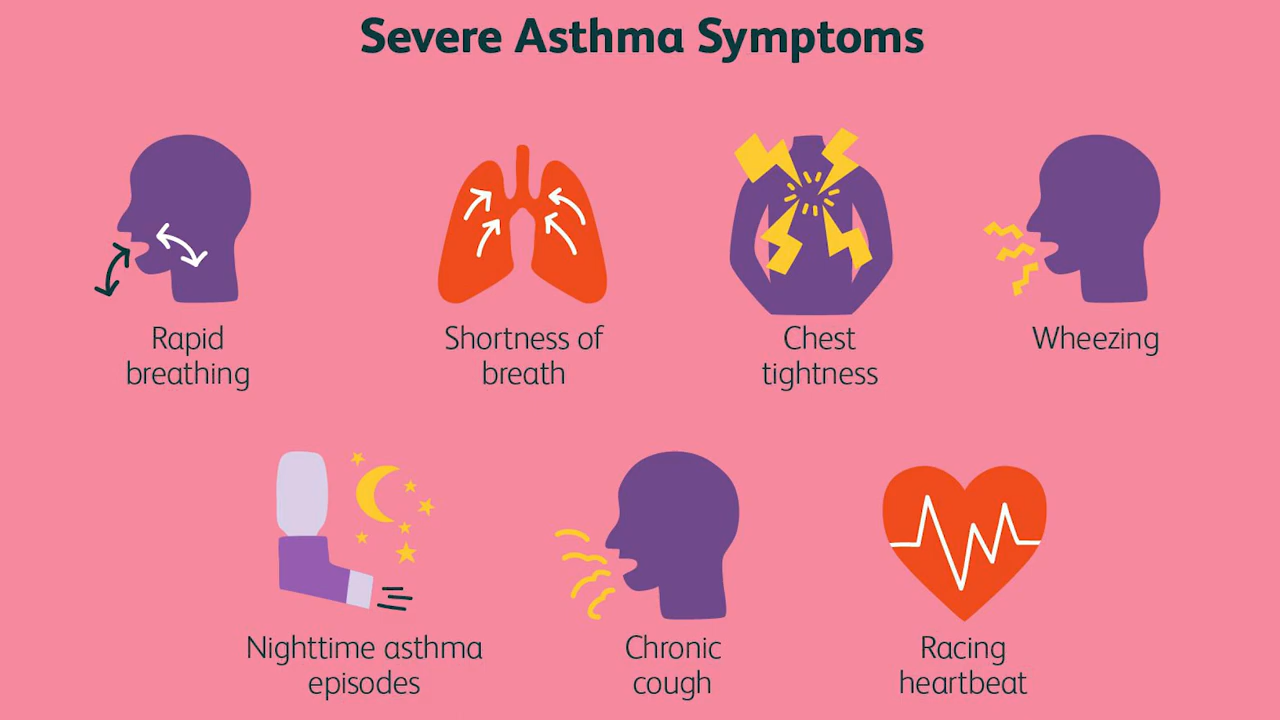 Severe Asthma Symptoms
Rapid
breathing
Shortness of
breath
Chest
tightness
Wheezing
Nighttime asthma
episodes
Chronic
cough
Racing
heartbeat